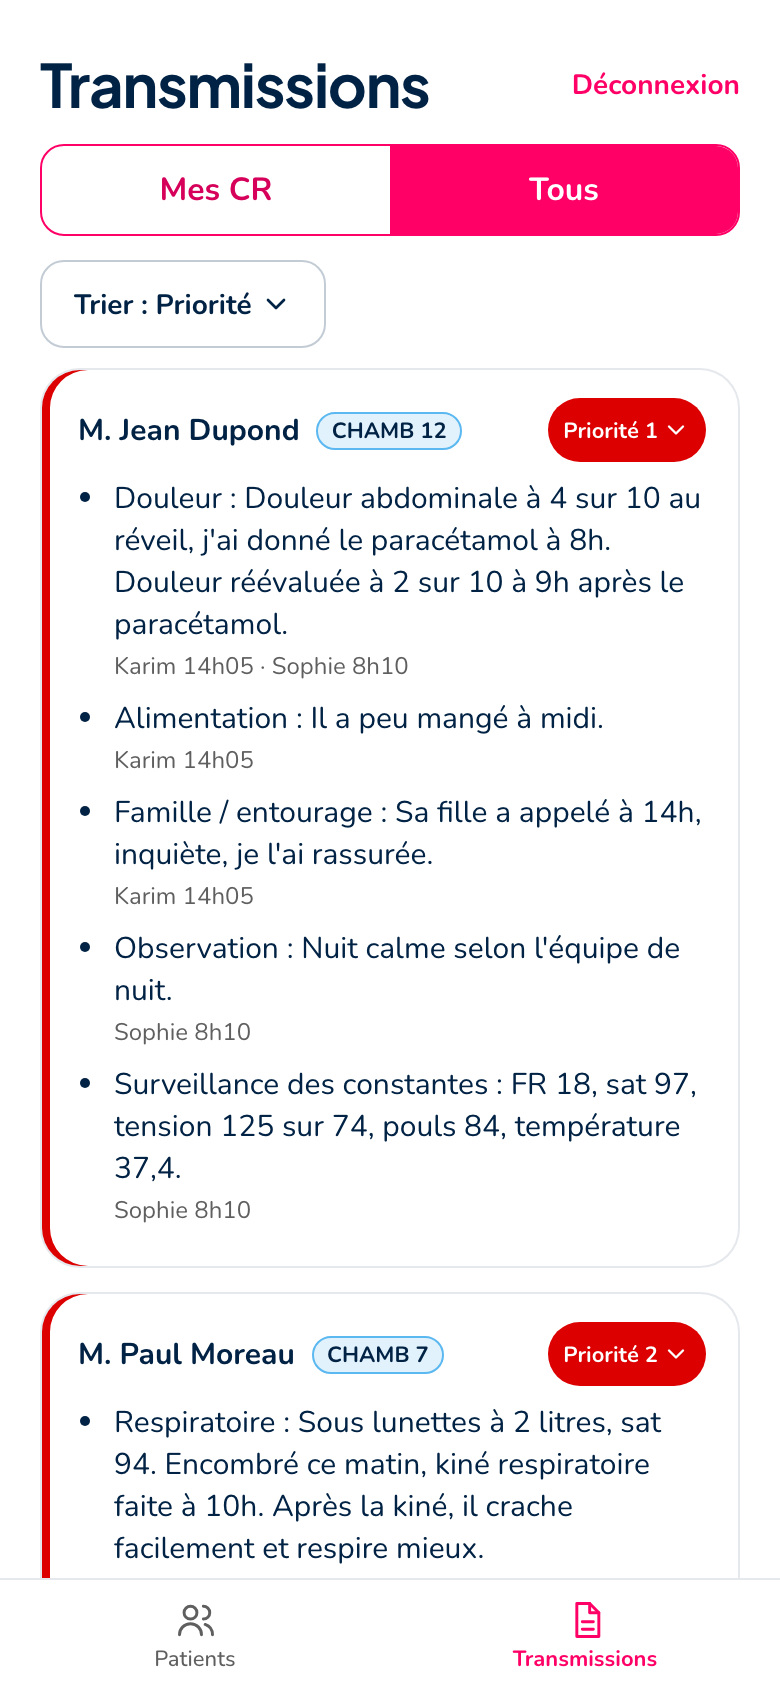 Transmissions
Déconnexion
Mes CR
Tous
Trier : Priorité
M. Jean Dupond
CHAMB 12
Priorité 1
• Douleur : Douleur abdominale à 4 sur 10 au
réveil, j'ai donné le paracétamol à 8h.
Douleur réévaluée à 2 sur 10 à 9h après le
paracétamol.
Karim 14h05 · Sophie 8h10
• Alimentation : Il a peu mangé à midi.
Karim 14h05
• Famille / entourage : Sa fille a appelé à 14h,
inquiète, je l'ai rassurée.
Karim 14h05
• Observation : Nuit calme selon l'équipe de
nuit.
Sophie 8h10
• Surveillance des constantes : FR 18, sat 97,
tension 125 sur 74, pouls 84, température
37,4.
Sophie 8h10
M. Paul Moreau
CHAMB 7
Priorité 2
• Respiratoire : Sous lunettes à 2 litres, sat
94. Encombré ce matin, kiné respiratoire
faite à 10h. Après la kiné, il crache
facilement et respire mieux.
Patients
Transmissions